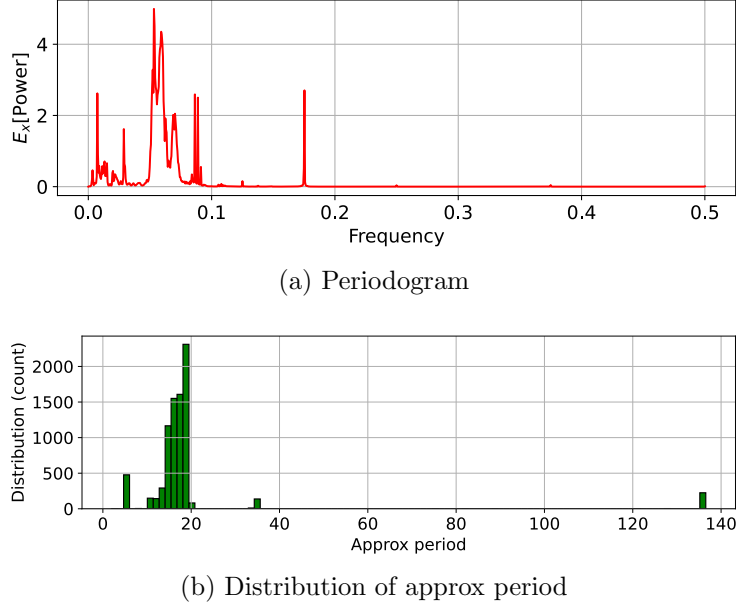 4
2
0
E_x[Power]
0.0 0.1 0.2 0.3 0.4 0.5
Frequency
(a) Periodogram
2000
1500
1000
500
0
Distribution (count)
0 20 40 60 80 100 120 140
Approx period
(b) Distribution of approx period